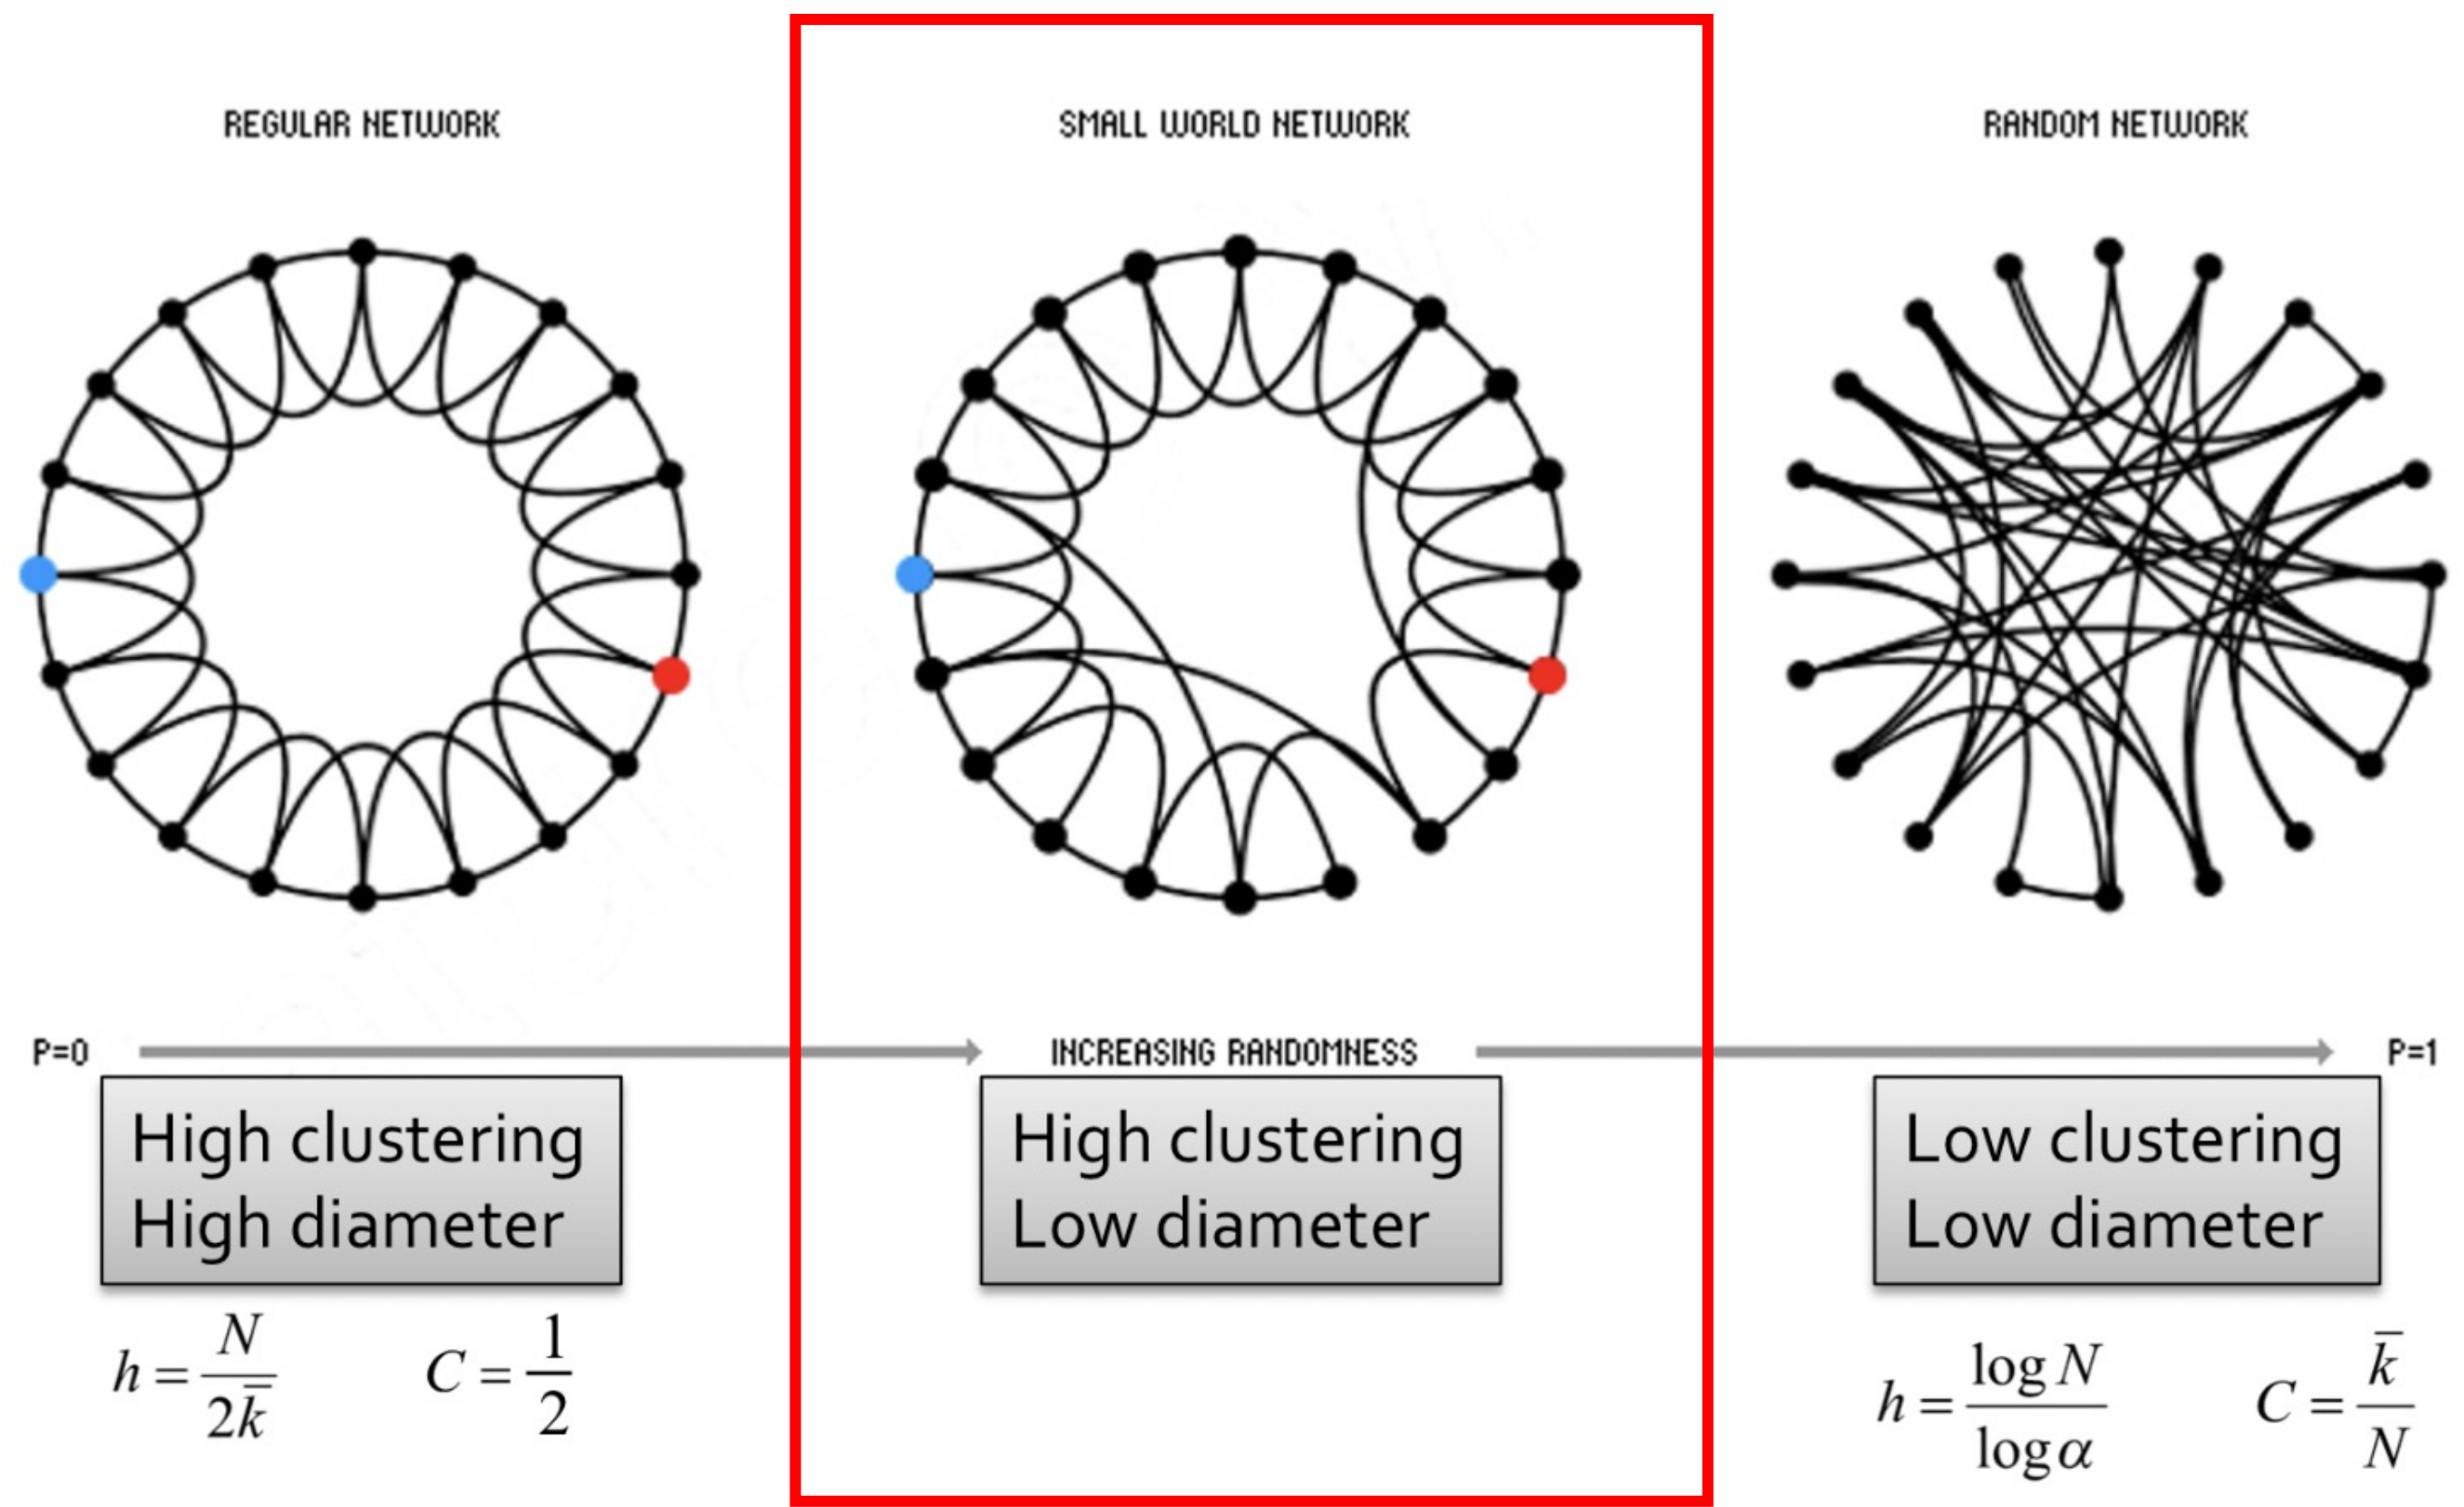 REGULAR NETWORK
SMALL WORLD NETWORK
RANDOM NETWORK
P=0
INCREASING RANDOMNESS
P=1
High clustering
High diameter
High clustering
Low diameter
Low clustering
Low diameter
h = N / 2k̄
C = 1 / 2
h = log N / log α
C = k̄ / N